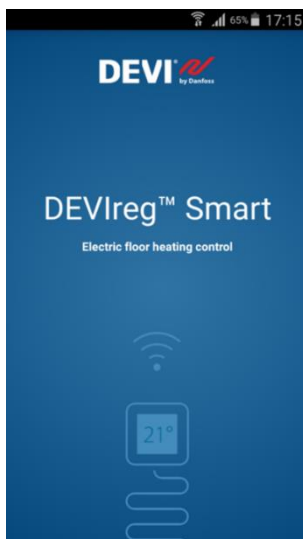 65% 17:15
DEVI®
by Danfoss
DEVIreg™ Smart
Electric floor heating control
21°